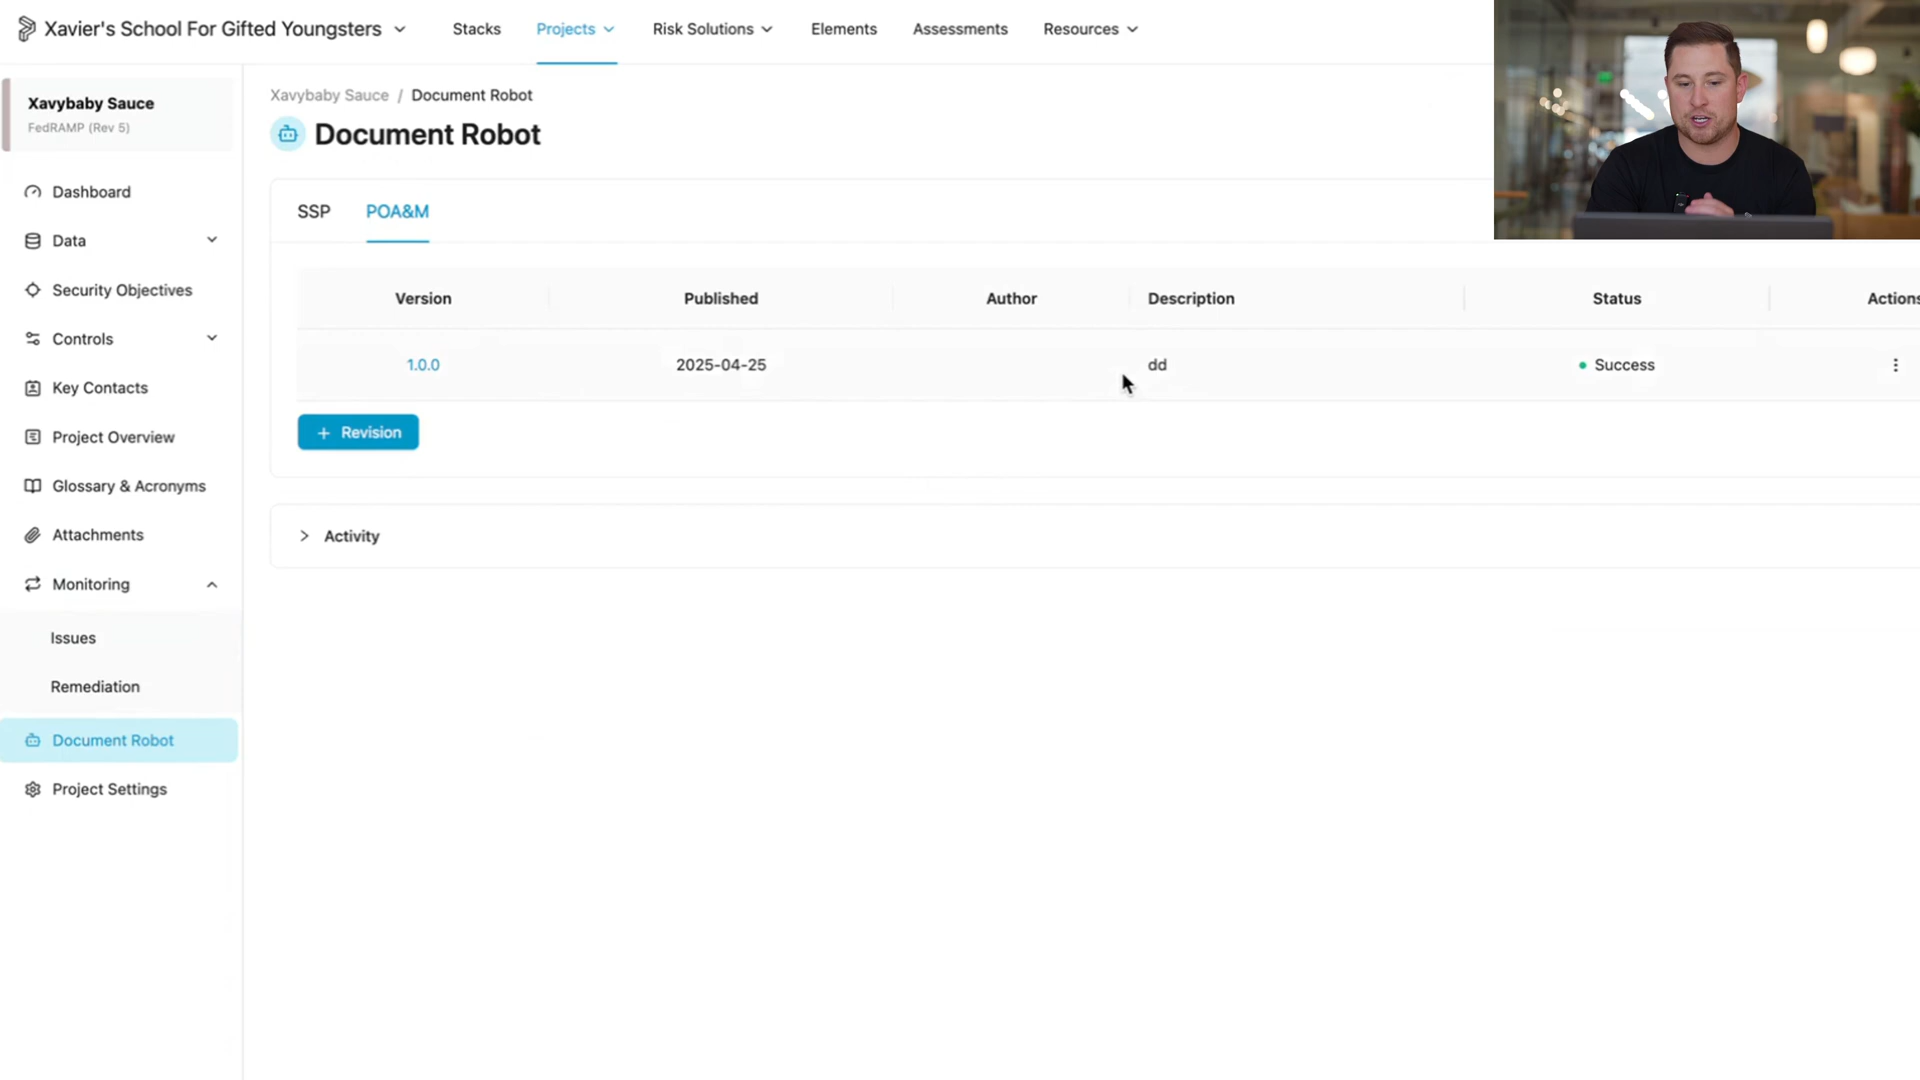 Xavier's School For Gifted Youngsters
Stacks
Projects
Risk Solutions
Elements
Assessments
Resources
Xavybaby Sauce
FedRAMP (Rev 5)
Dashboard
Data
Security Objectives
Controls
Key Contacts
Project Overview
Glossary & Acronyms
Attachments
Monitoring
Issues
Remediation
Document Robot
Project Settings
Xavybaby Sauce / Document Robot
Document Robot
SSP
POA&M
Version Published Author Description Status Actions
1.0.0 2025-04-25 dd Success
+ Revision
Activity